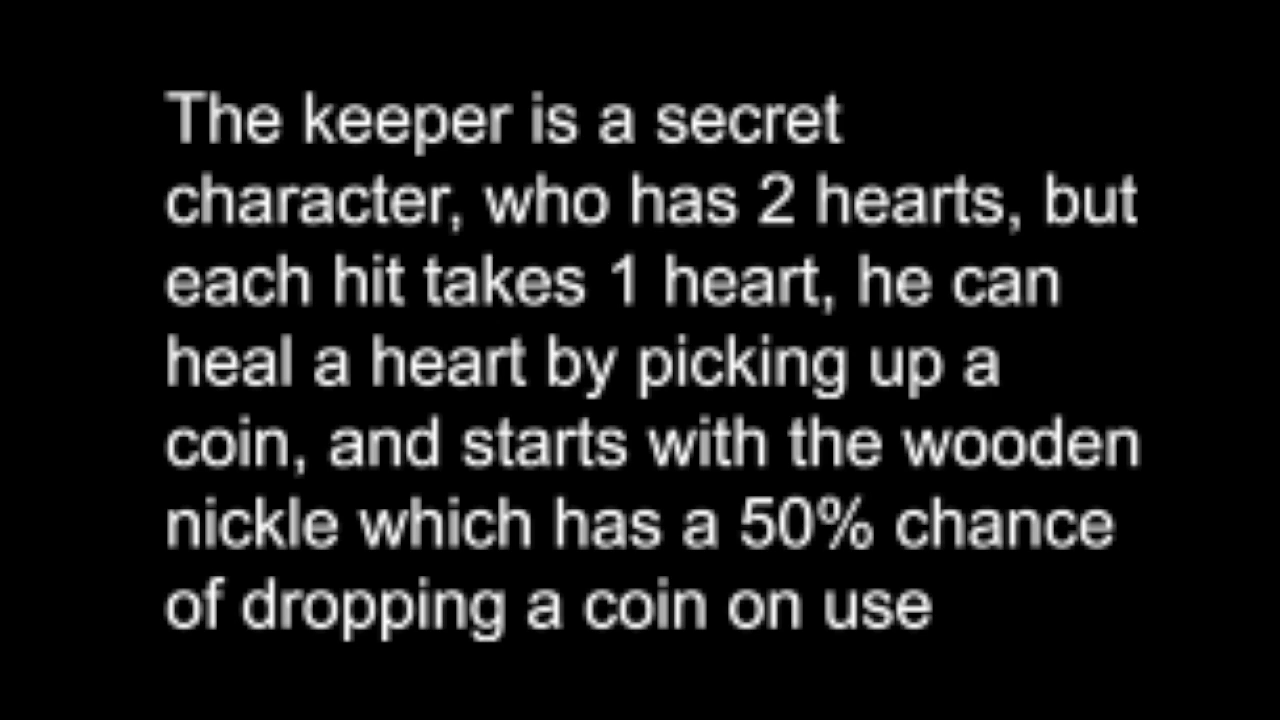 The keeper is a secret
character, who has 2 hearts, but
each hit takes 1 heart, he can
heal a heart by picking up a
coin, and starts with the wooden
nickle which has a 50% chance
of dropping a coin on use